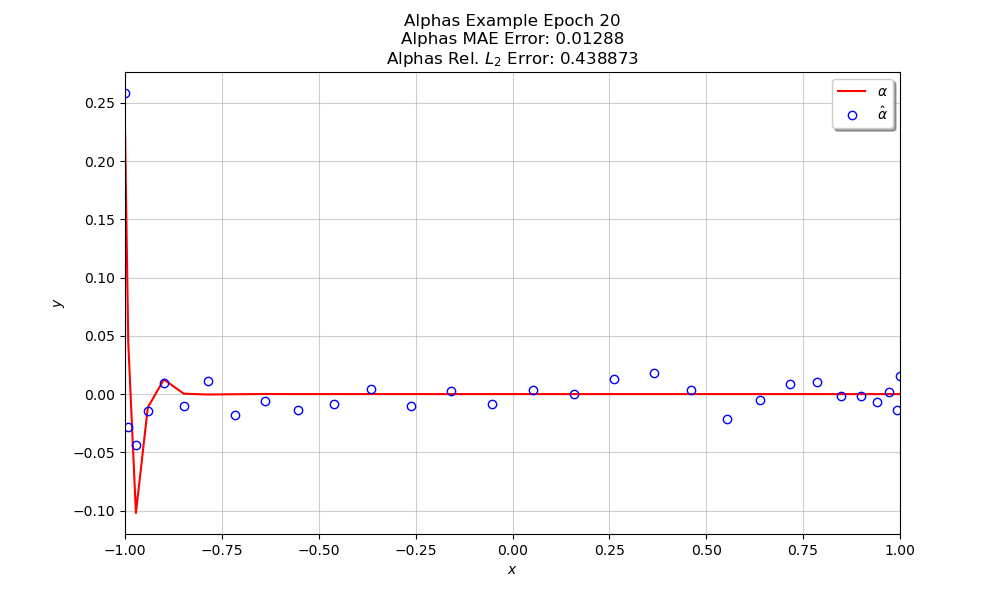 Alphas Example Epoch 20
Alphas MAE Error: 0.01288
Alphas Rel. $L_2$ Error: 0.438873
α
α̂
0.25
0.20
0.15
0.10
0.05
0.00
−0.05
−0.10
y
−1.00 −0.75 −0.50 −0.25 0.00 0.25 0.50 0.75 1.00
x